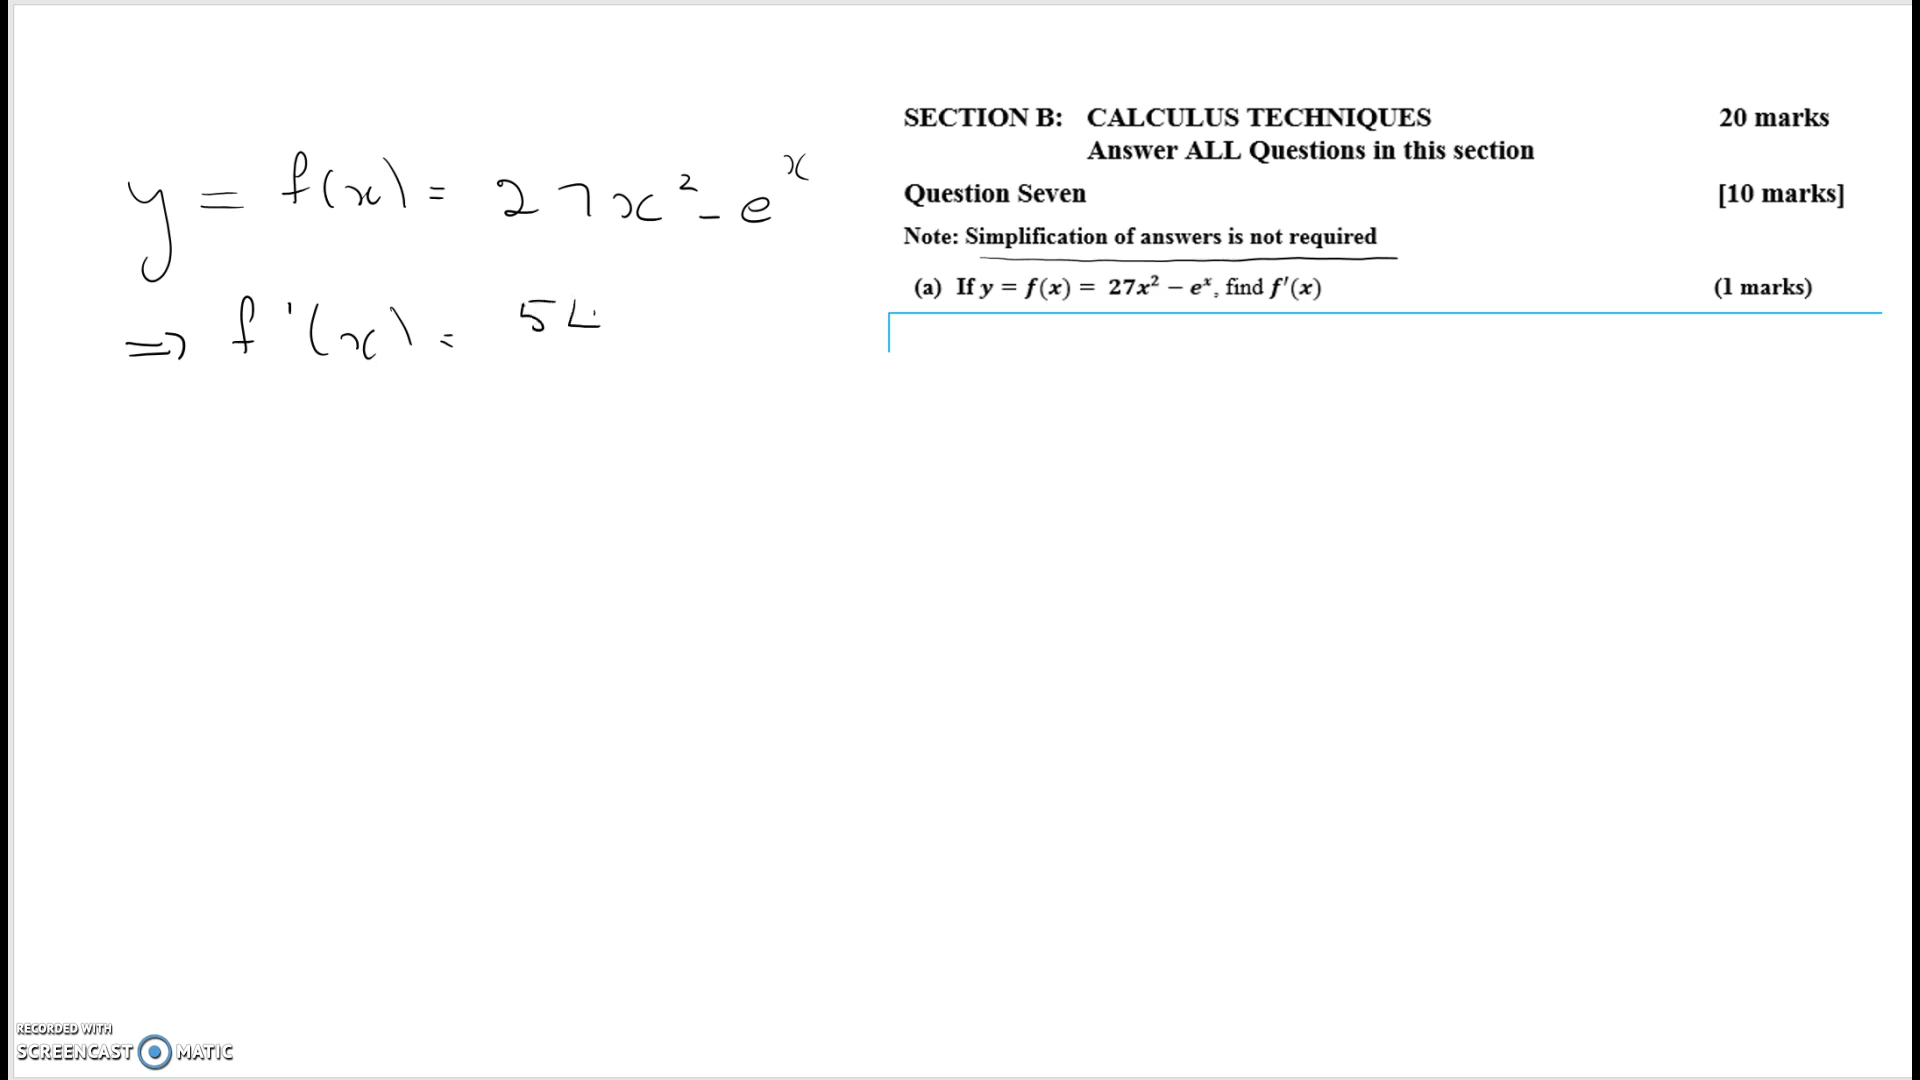 y = f(x) = 27x² - eˣ
⇒ f'(x) = 54
SECTION B: CALCULUS TECHNIQUES 20 marks
Answer ALL Questions in this section
Question Seven [10 marks]
Note: Simplification of answers is not required
(a) If y = f(x) = 27x² − eˣ, find f′(x) (1 marks)
RECORDED WITH
SCREENCAST MATIC